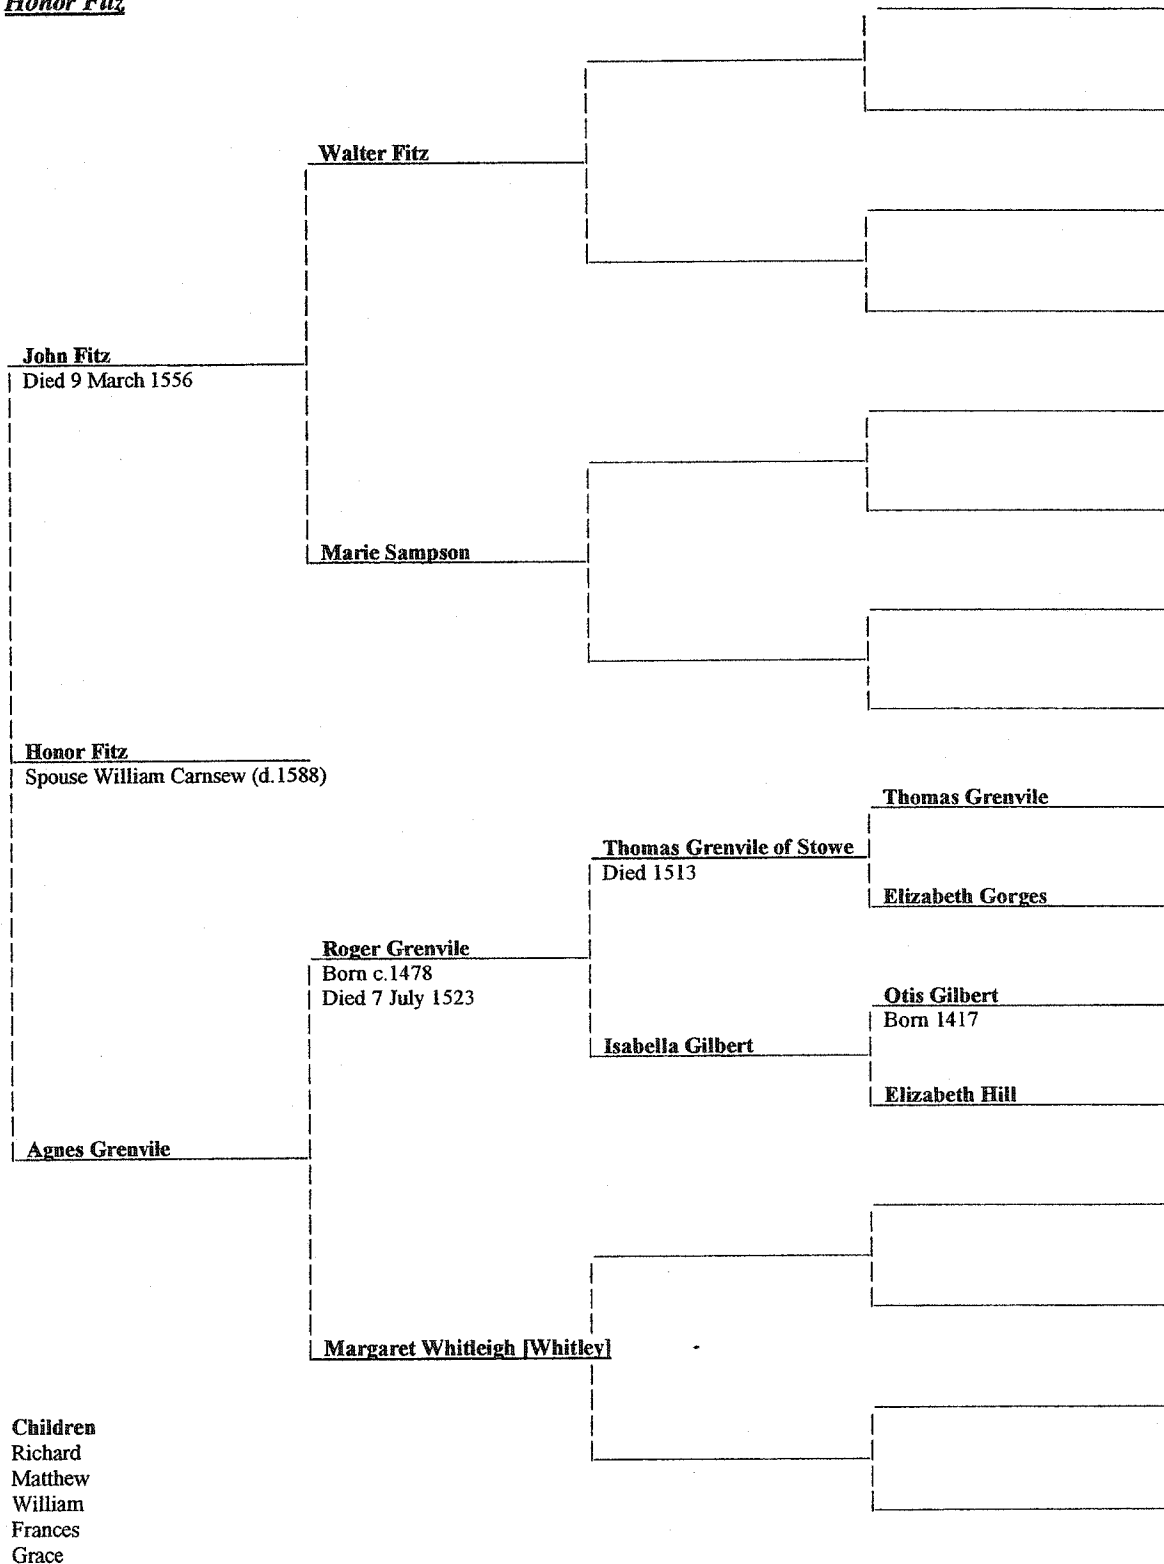 Honor Fitz
Walter Fitz
John Fitz
Died 9 March 1556
Marie Sampson
Honor Fitz
Spouse William Carnsew (d.1588)
Thomas Grenvile
Thomas Grenvile of Stowe
Died 1513
Elizabeth Gorges
Roger Grenvile
Born c.1478
Died 7 July 1523
Otis Gilbert
Born 1417
Isabella Gilbert
Elizabeth Hill
Agnes Grenvile
Margaret Whitleigh [Whitley]
Children
Richard
Matthew
William
Frances
Grace